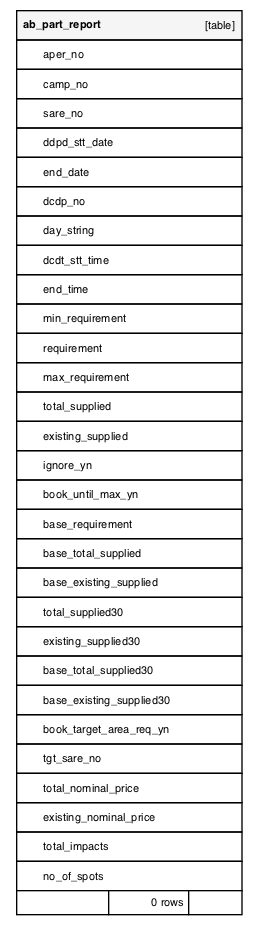 ab_part_report [table]
aper_no
camp_no
sare_no
ddpd_stt_date
end_date
dcdp_no
day_string
dcdt_stt_time
end_time
min_requirement
requirement
max_requirement
total_supplied
existing_supplied
ignore_yn
book_until_max_yn
base_requirement
base_total_supplied
base_existing_supplied
total_supplied30
existing_supplied30
base_total_supplied30
base_existing_supplied30
book_target_area_req_yn
tgt_sare_no
total_nominal_price
existing_nominal_price
total_impacts
no_of_spots
0 rows